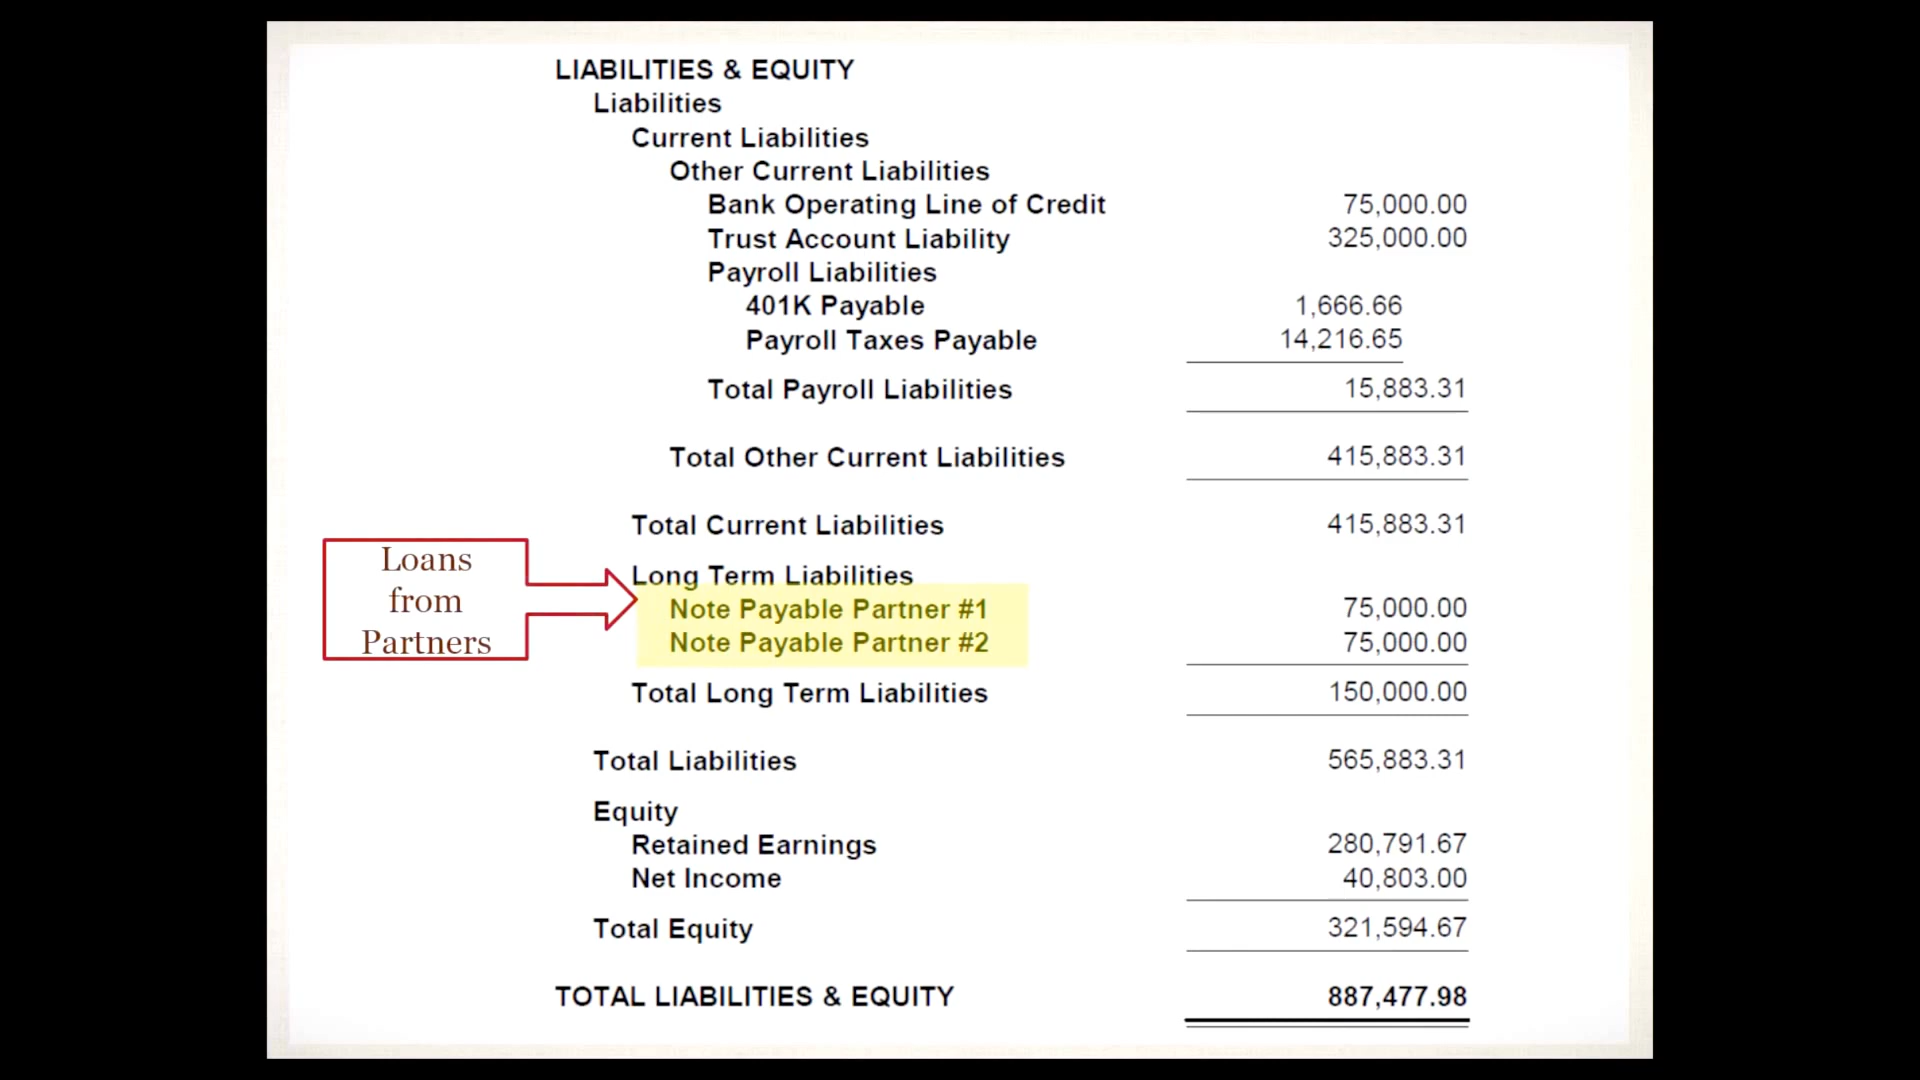 LIABILITIES & EQUITY
Liabilities
Current Liabilities
Other Current Liabilities
Bank Operating Line of Credit 75,000.00
Trust Account Liability 325,000.00
Payroll Liabilities
401K Payable 1,666.66
Payroll Taxes Payable 14,216.65
Total Payroll Liabilities 15,883.31
Total Other Current Liabilities 415,883.31
Total Current Liabilities 415,883.31
Loans
from
Partners
Long Term Liabilities
Note Payable Partner #1 75,000.00
Note Payable Partner #2 75,000.00
Total Long Term Liabilities 150,000.00
Total Liabilities 565,883.31
Equity
Retained Earnings 280,791.67
Net Income 40,803.00
Total Equity 321,594.67
TOTAL LIABILITIES & EQUITY 887,477.98